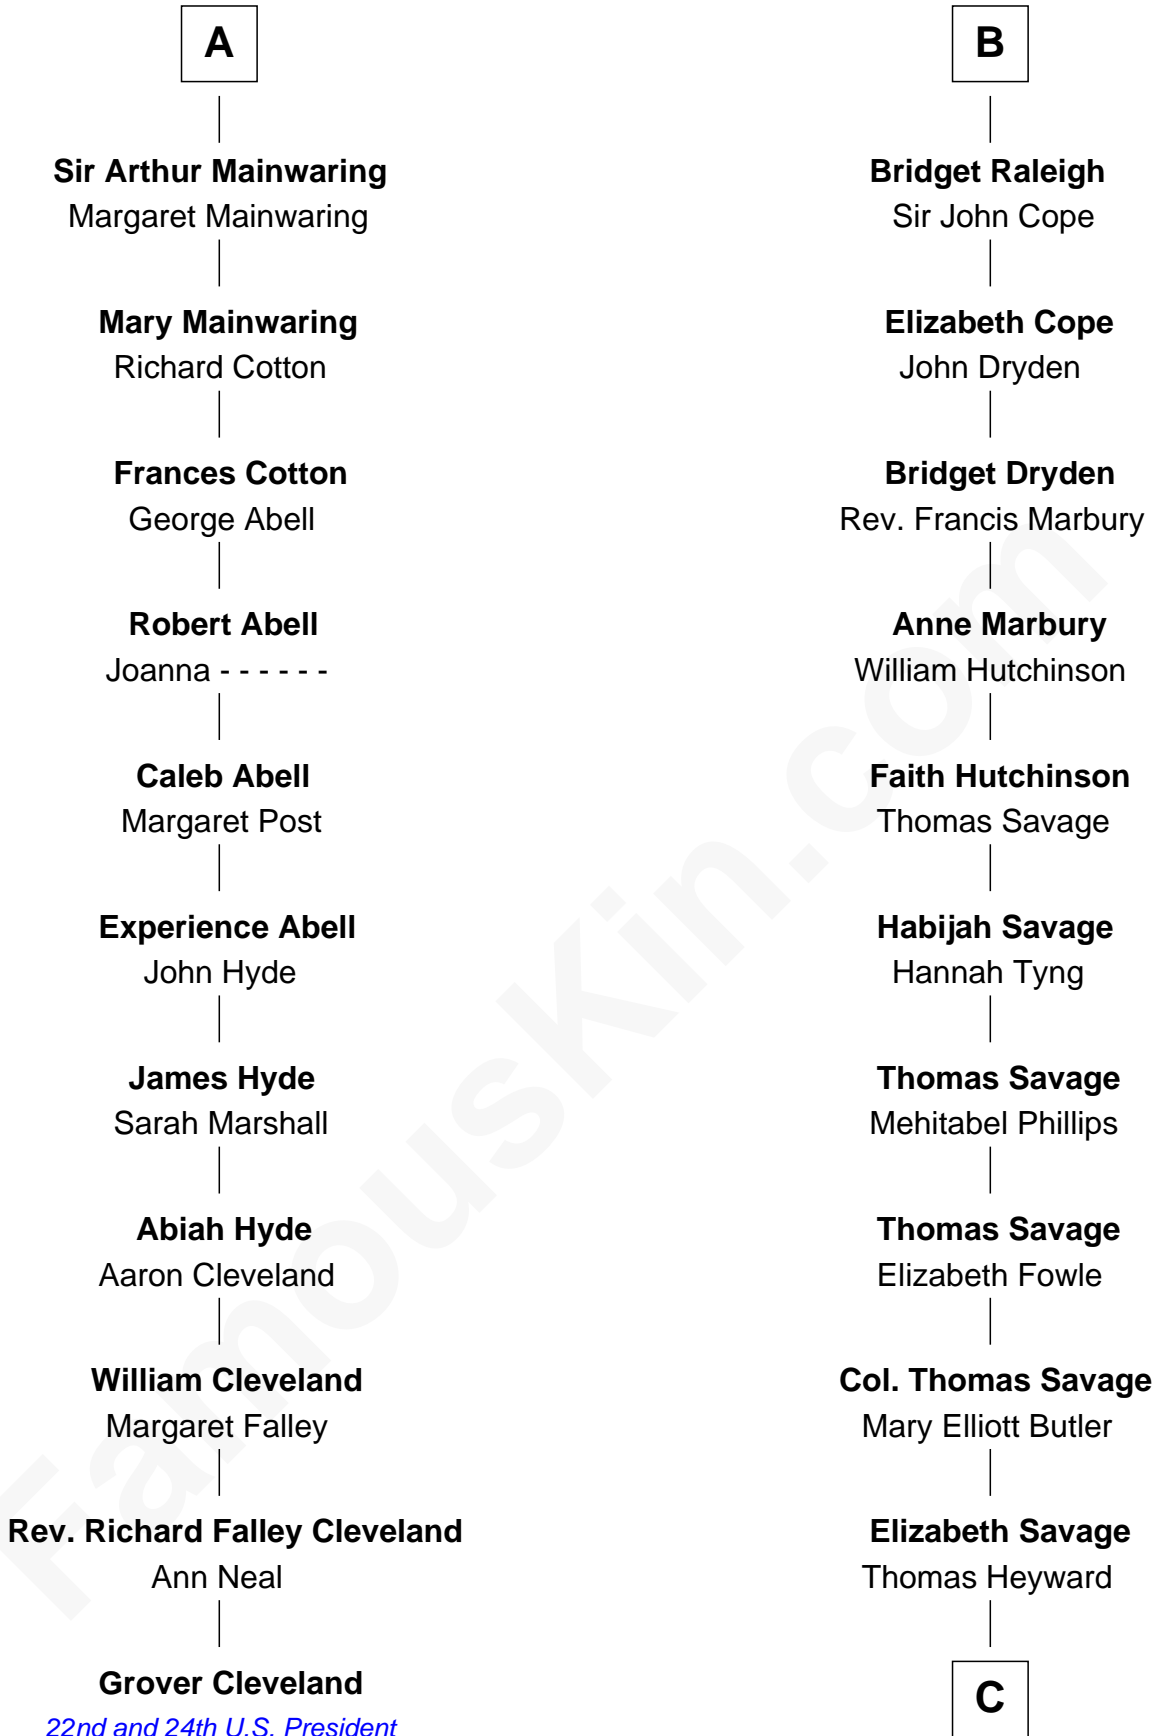 A
Sir Arthur Mainwaring
Margaret Mainwaring
Mary Mainwaring
Richard Cotton
Frances Cotton
George Abell
Robert Abell
Joanna - - - - - -
Caleb Abell
Margaret Post
Experience Abell
John Hyde
James Hyde
Sarah Marshall
Abiah Hyde
Aaron Cleveland
William Cleveland
Margaret Falley
Rev. Richard Falley Cleveland
Ann Neal
Grover Cleveland
22nd and 24th U.S. President
B
Bridget Raleigh
Sir John Cope
Elizabeth Cope
John Dryden
Bridget Dryden
Rev. Francis Marbury
Anne Marbury
William Hutchinson
Faith Hutchinson
Thomas Savage
Habijah Savage
Hannah Tyng
Thomas Savage
Mehitabel Phillips
Thomas Savage
Elizabeth Fowle
Col. Thomas Savage
Mary Elliott Butler
Elizabeth Savage
Thomas Heyward
C
FamousKin.com